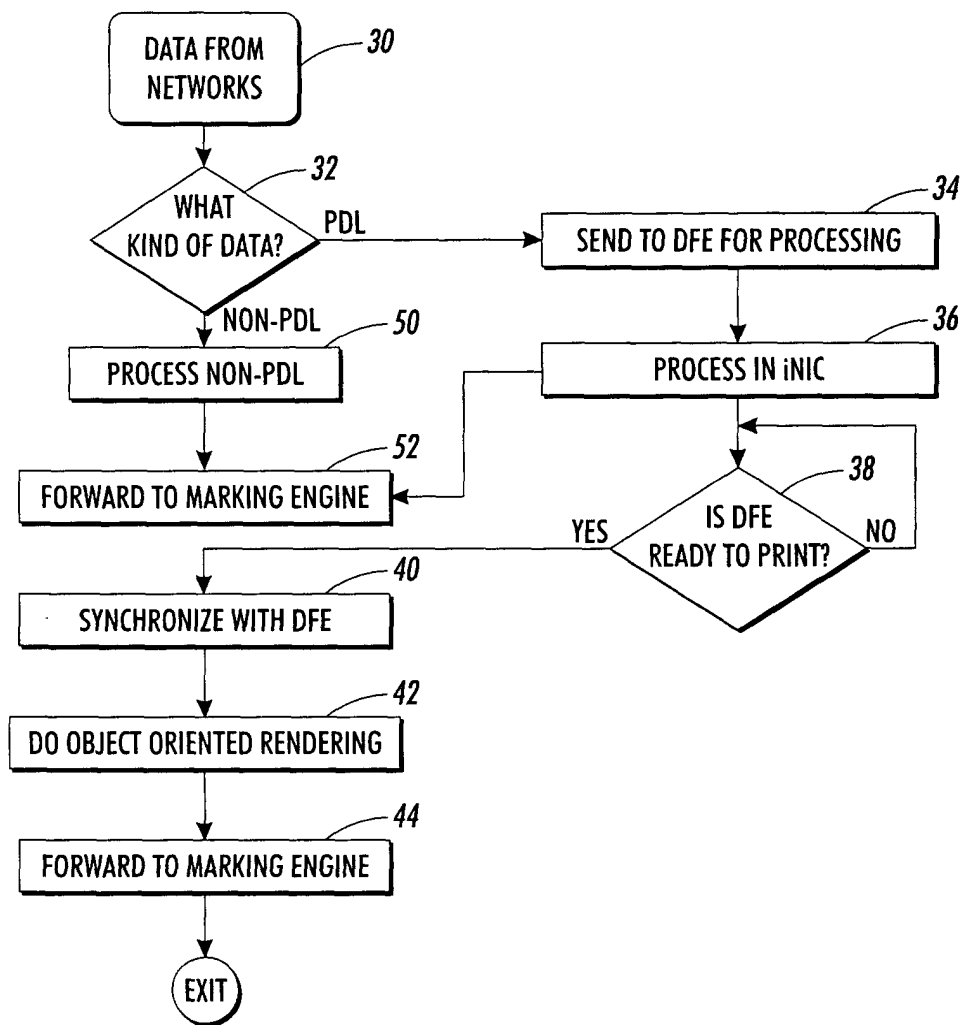 DATA FROM
NETWORKS
30
WHAT
KIND OF DATA?
32
PDL
34
SEND TO DFE FOR PROCESSING
NON-PDL
50
PROCESS NON-PDL
36
PROCESS IN iNIC
52
FORWARD TO MARKING ENGINE
38
IS DFE
READY TO PRINT?
YES
NO
40
SYNCHRONIZE WITH DFE
42
DO OBJECT ORIENTED RENDERING
44
FORWARD TO MARKING ENGINE
EXIT